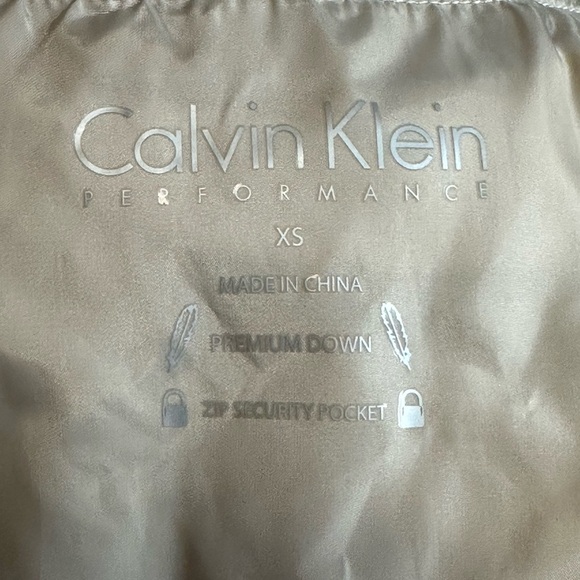 Calvin Klein
PERFORMANCE
XS
MADE IN CHINA
PREMIUM DOWN
ZIP SECURITY POCKET